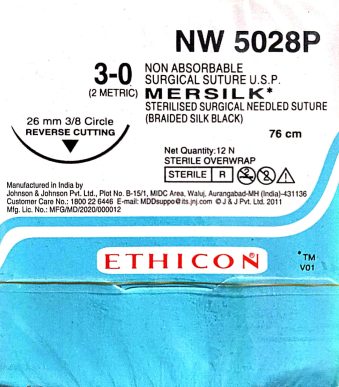 NW 5028P
3-0
(2 METRIC)
NON ABSORBABLE
SURGICAL SUTURE U.S.P.
MERSILK*
STERILISED SURGICAL NEEDLED SUTURE
(BRAIDED SILK BLACK)
26 mm 3/8 Circle
REVERSE CUTTING
76 cm
Net Quantity:12 N
STERILE OVERWRAP
STERILE R
2
Manufactured in India by
Johnson & Johnson Pvt. Ltd., Plot No. B-15/1, MIDC Area, Waluj, Aurangabad-MH (India)-431136
Customer Care No.: 1800 22 6446 E-mail: MDDsuppo@its.jnj.com © J & J Pvt. Ltd. 2011
Mfg. Lic. No.: MFG/MD/2020/000012
ETHICON®
*TM
V01